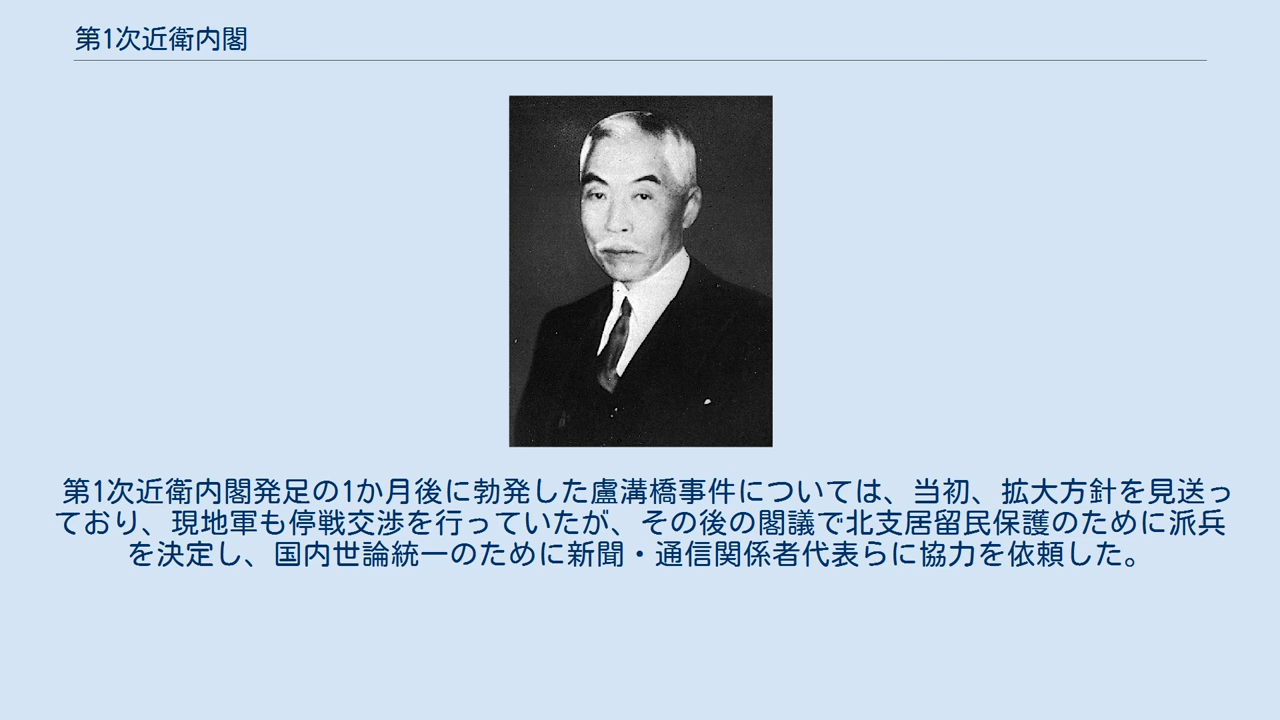 第1次近衛内閣
第1次近衛内閣発足の1か月後に勃発した盧溝橋事件については、当初、拡大方針を見送っ
ており、現地軍も停戦交渉を行っていたが、その後の閣議で北支居留民保護のために派兵
を決定し、国内世論統一のために新聞・通信関係者代表らに協力を依頼した。